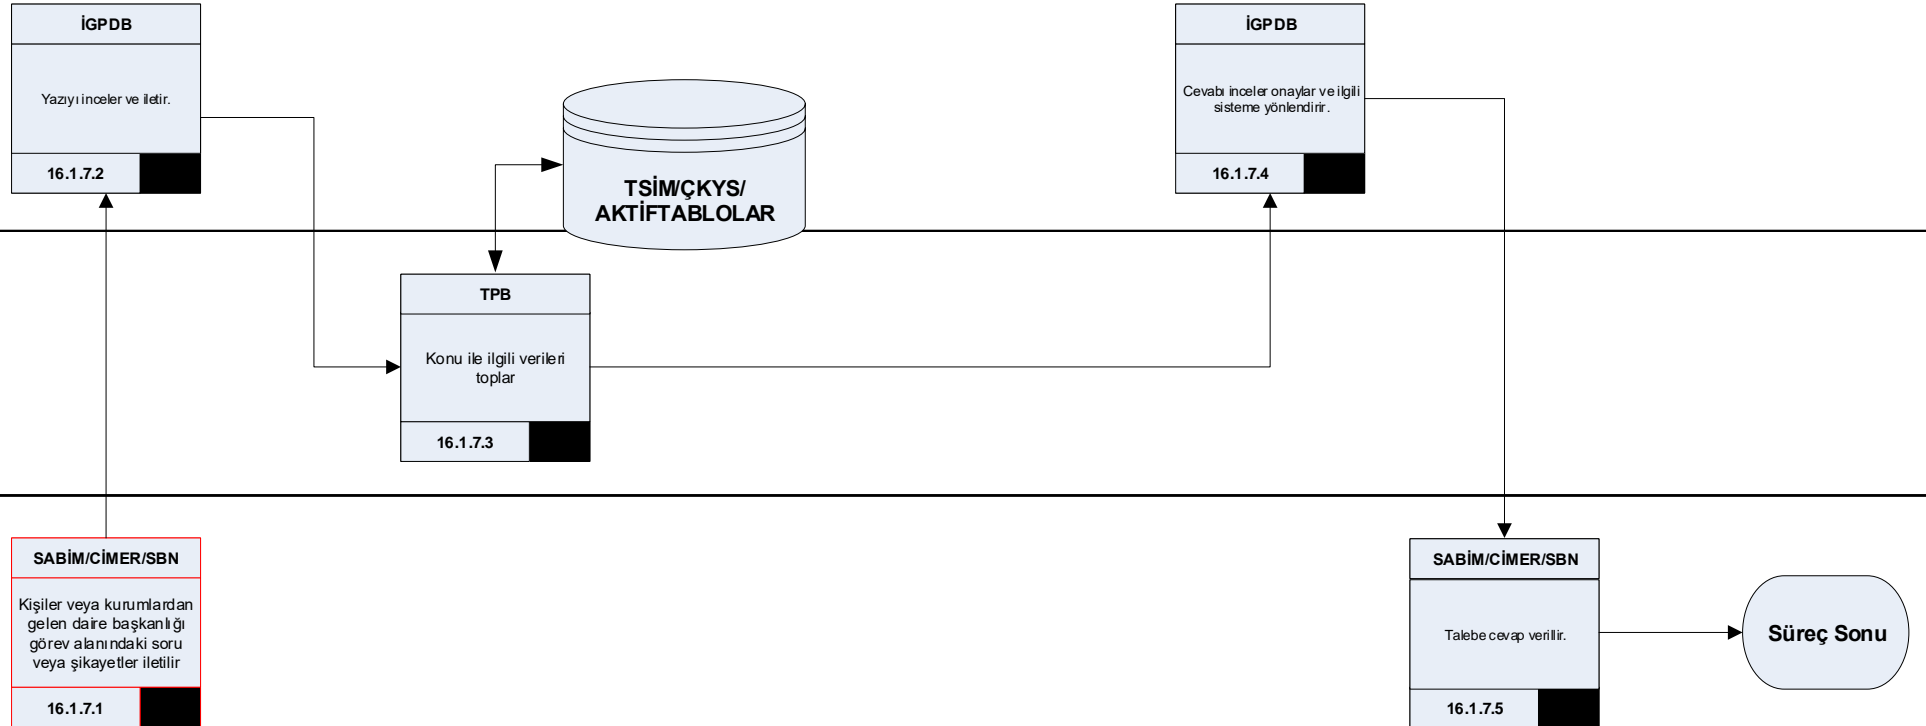 İGPDB
Yazıyı inceler ve iletir.
16.1.7.2
TSİM/ÇKYS/
AKTİFTABLOLAR
İGPDB
Cevabı inceler onaylar ve ilgili
sisteme yönlendirir.
16.1.7.4
TPB
Konu ile ilgili verileri
toplar
16.1.7.3
SABİM/CİMER/SBN
Kişiler veya kurumlardan
gelen daire başkanlığı
görev alanındaki soru
veya şikayetler iletilir
16.1.7.1
SABİM/CİMER/SBN
Talebe cevap verillir.
16.1.7.5
Süreç Sonu